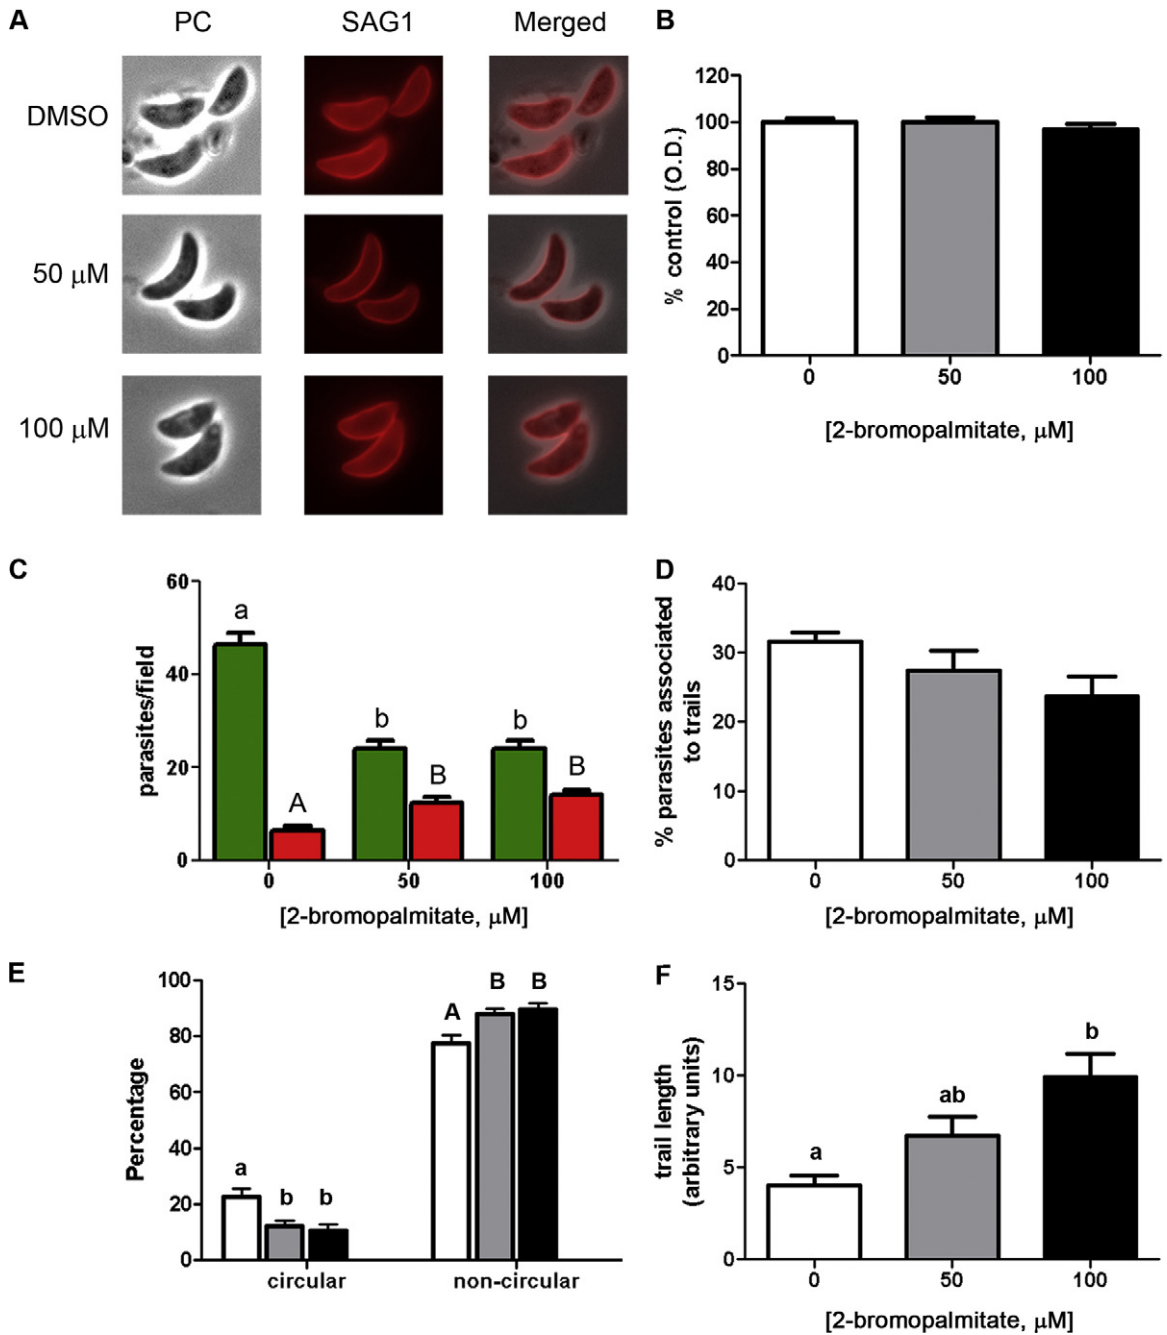 A
PC
SAG1
Merged
DMSO
50 μM
100 μM
B
120
100
80
60
40
20
0
% control (O.D.)
0
50
100
[2-bromopalmitate, μM]
C
60
40
20
0
parasites/field
a
A
b
B
b
B
0
50
100
[2-bromopalmitate, μM]
D
40
30
20
10
0
% parasites associated
to trails
0
50
100
[2-bromopalmitate, μM]
E
100
80
60
40
20
0
Percentage
a
b
b
A
B
B
circular
non-circular
F
15
10
5
0
trail length
(arbitrary units)
a
ab
b
0
50
100
[2-bromopalmitate, μM]